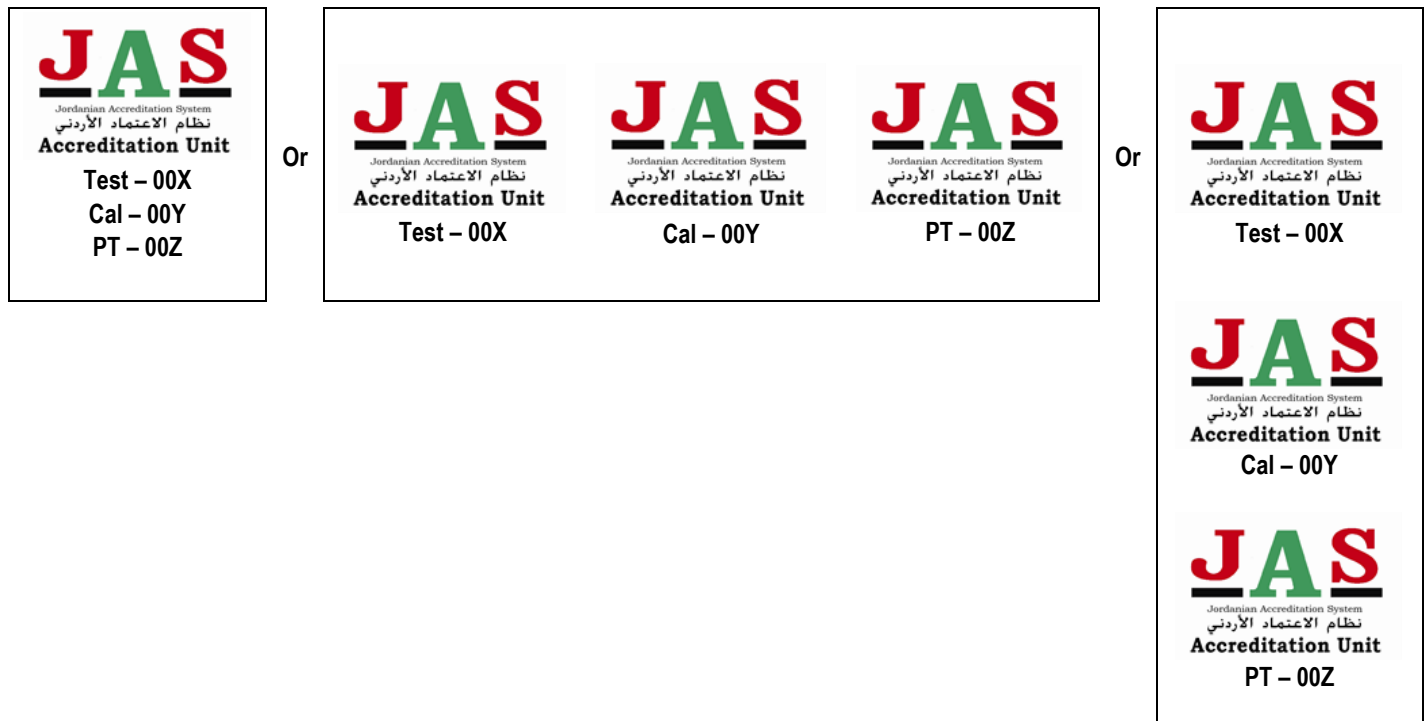 JAS
Jordanian Accreditation System
نظام الاعتماد الأردني
Accreditation Unit
Test – 00X
Cal – 00Y
PT – 00Z
Or
JAS
Jordanian Accreditation System
نظام الاعتماد الأردني
Accreditation Unit
Test – 00X
JAS
Jordanian Accreditation System
نظام الاعتماد الأردني
Accreditation Unit
Cal – 00Y
JAS
Jordanian Accreditation System
نظام الاعتماد الأردني
Accreditation Unit
PT – 00Z
Or
JAS
Jordanian Accreditation System
نظام الاعتماد الأردني
Accreditation Unit
Test – 00X
JAS
Jordanian Accreditation System
نظام الاعتماد الأردني
Accreditation Unit
Cal – 00Y
JAS
Jordanian Accreditation System
نظام الاعتماد الأردني
Accreditation Unit
PT – 00Z